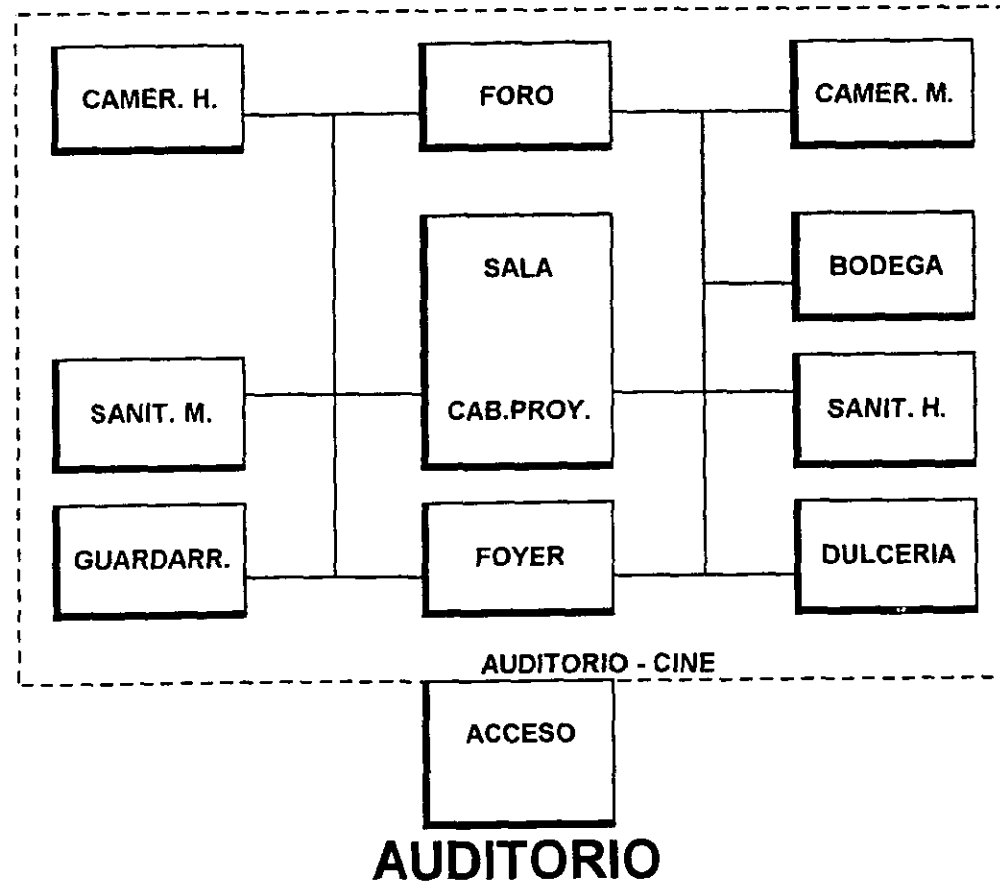 CAMER. H.
FORO
CAMER. M.
SALA
BODEGA
SANIT. M.
CAB.PROY.
SANIT. H.
GUARDARR.
FOYER
DULCERIA
AUDITORIO - CINE
ACCESO
AUDITORIO